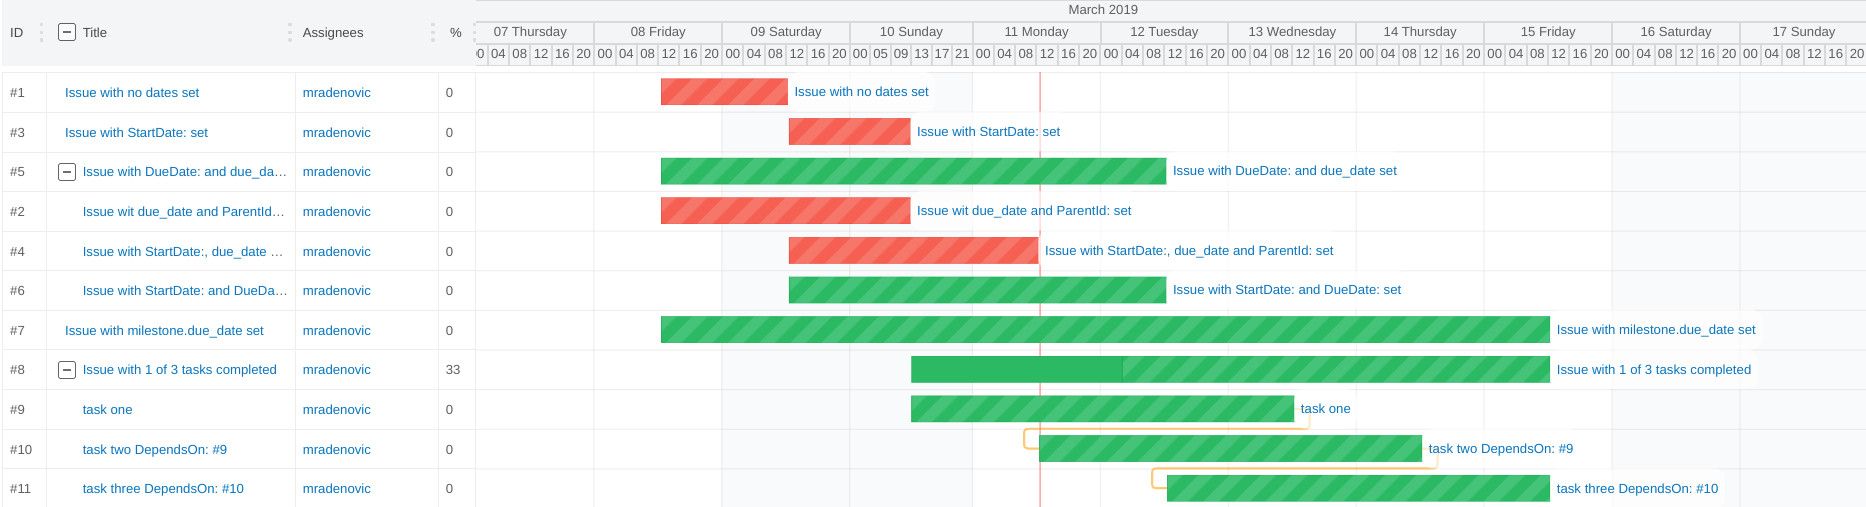 March 2019
ID Title Assignees %
07 Thursday 08 Friday 09 Saturday 10 Sunday 11 Monday 12 Tuesday 13 Wednesday 14 Thursday 15 Friday 16 Saturday 17 Sunday
04 08 12 16 20 00 04 08 12 16 20 00 04 08 12 16 20 00 05 09 13 17 21 00 04 08 12 16 20 00 04 08 12 16 20 00 04 08 12 16 20 00 04 08 12 16 20 00 04 08 12 16 20 00 04 08 12 16 20 00 04 08 12 16 20
#1 Issue with no dates set mradenovic 0 Issue with no dates set
#3 Issue with StartDate: set mradenovic 0 Issue with StartDate: set
#5 Issue with DueDate: and due_da... mradenovic 0 Issue with DueDate: and due_date set
#2 Issue wit due_date and ParentId... mradenovic 0 Issue wit due_date and ParentId: set
#4 Issue with StartDate:, due_date ... mradenovic 0 Issue with StartDate:, due_date and ParentId: set
#6 Issue with StartDate: and DueDa... mradenovic 0 Issue with StartDate: and DueDate: set
#7 Issue with milestone.due_date set mradenovic 0 Issue with milestone.due_date set
#8 Issue with 1 of 3 tasks completed mradenovic 33 Issue with 1 of 3 tasks completed
#9 task one mradenovic 0 task one
#10 task two DependsOn: #9 mradenovic 0 task two DependsOn: #9
#11 task three DependsOn: #10 mradenovic 0 task three DependsOn: #10